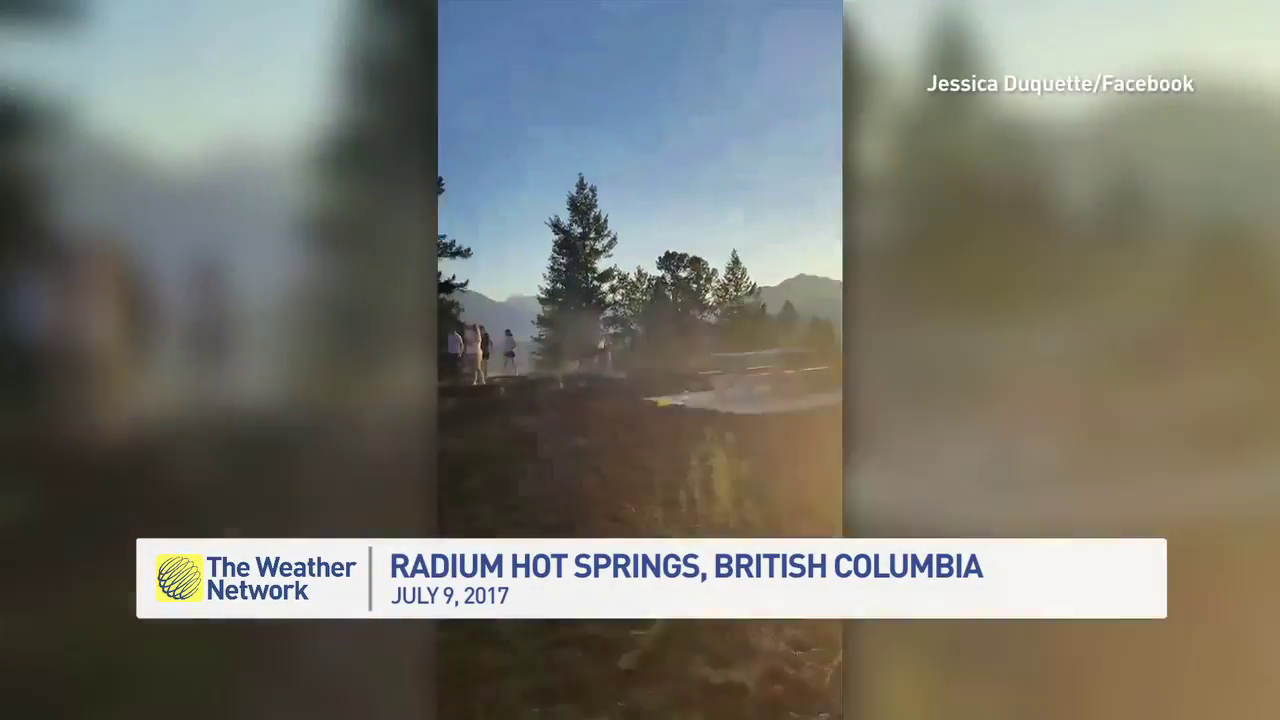 Jessica Duquette/Facebook
The Weather
Network
RADIUM HOT SPRINGS, BRITISH COLUMBIA
JULY 9, 2017